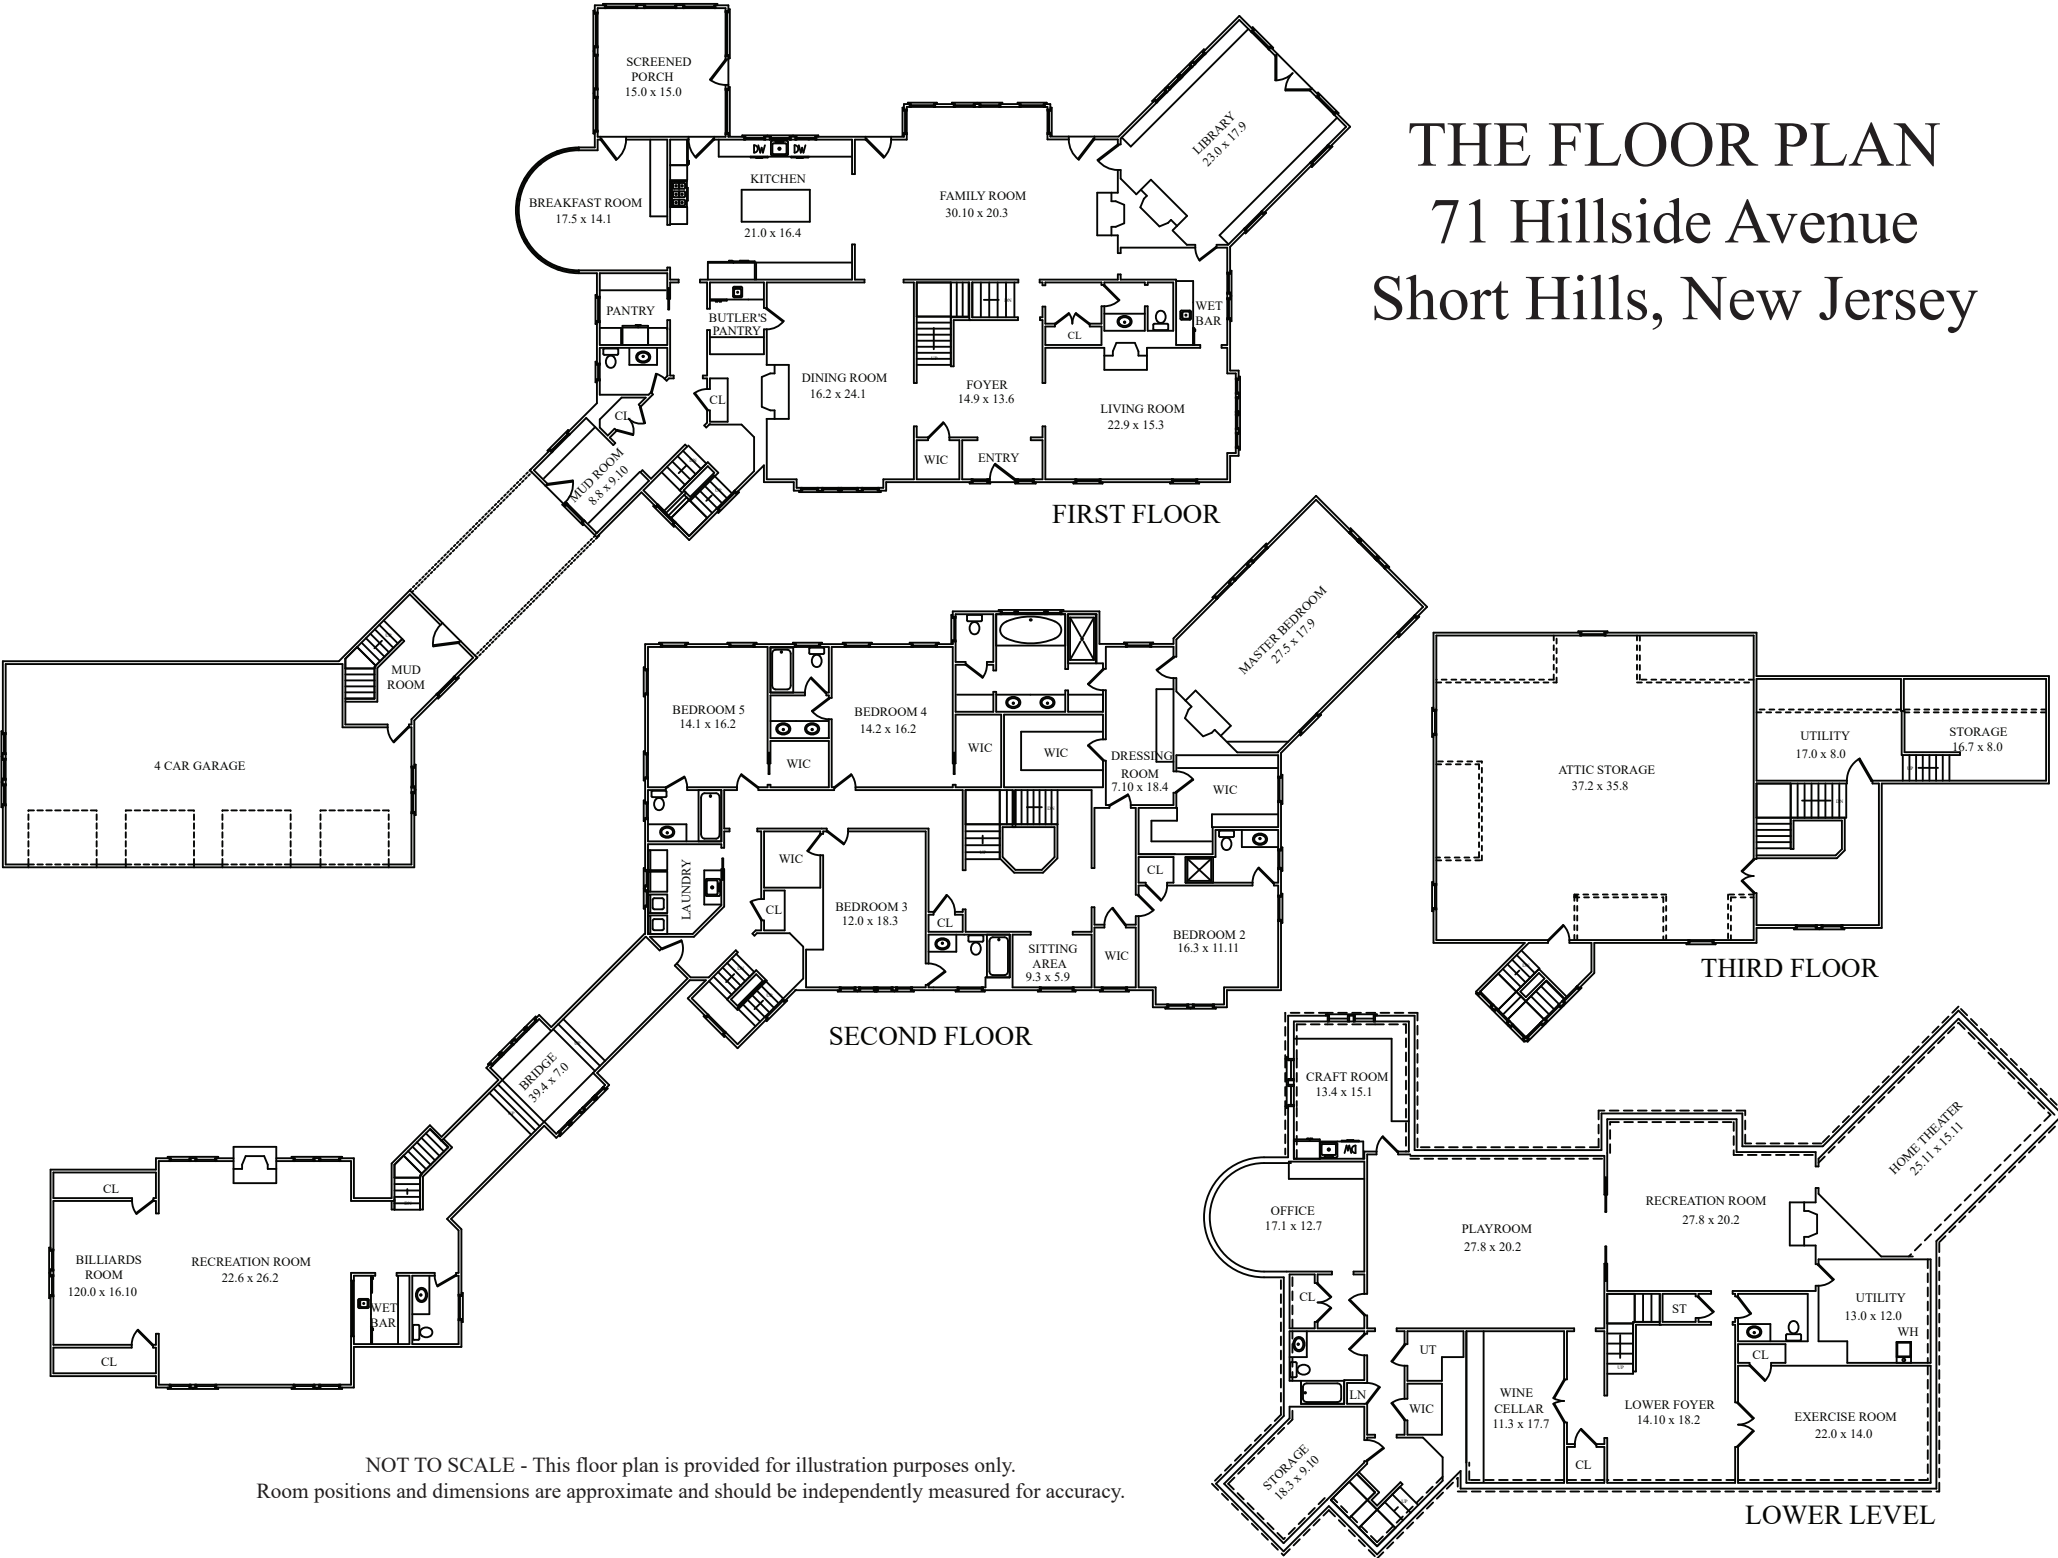 THE FLOOR PLAN
71 Hillside Avenue
Short Hills, New Jersey
SCREENED
PORCH
15.0 x 15.0
LIBRARY
23.0 x 17.9
DW
DW
KITCHEN
21.0 x 16.4
BREAKFAST ROOM
17.5 x 14.1
FAMILY ROOM
30.10 x 20.3
PANTRY
BUTLER'S
PANTRY
DN
UP
WET
BAR
CL
DINING ROOM
16.2 x 24.1
FOYER
14.9 x 13.6
CL
CL
LIVING ROOM
22.9 x 15.3
MUD ROOM
8.8 x 9.10
WIC
ENTRY
FIRST FLOOR
MUD
ROOM
4 CAR GARAGE
MASTER BEDROOM
27.5 x 17.9
BEDROOM 5
14.1 x 16.2
BEDROOM 4
14.2 x 16.2
WIC
WIC
WIC
DRESSING
ROOM
7.10 x 18.4
WIC
DN
UP
LAUNDRY
WIC
CL
BEDROOM 3
12.0 x 18.3
CL
CL
SITTING
AREA
9.3 x 5.9
WIC
BEDROOM 2
16.3 x 11.11
SECOND FLOOR
BRIDGE
39.4 x 7.0
CL
BILLIARDS
ROOM
120.0 x 16.10
RECREATION ROOM
22.6 x 26.2
WET
BAR
CL
ATTIC STORAGE
37.2 x 35.8
UTILITY
17.0 x 8.0
STORAGE
16.7 x 8.0
UP
DN
THIRD FLOOR
CRAFT ROOM
13.4 x 15.1
DW
HOME THEATER
25.11 x 15.11
OFFICE
17.1 x 12.7
PLAYROOM
27.8 x 20.2
RECREATION ROOM
27.8 x 20.2
CL
ST
UTILITY
13.0 x 12.0
WH
UT
UP
CL
LN
WIC
WINE
CELLAR
11.3 x 17.7
LOWER FOYER
14.10 x 18.2
EXERCISE ROOM
22.0 x 14.0
STORAGE
18.3 x 9.10
CL
UP
LOWER LEVEL
NOT TO SCALE - This floor plan is provided for illustration purposes only.
Room positions and dimensions are approximate and should be independently measured for accuracy.